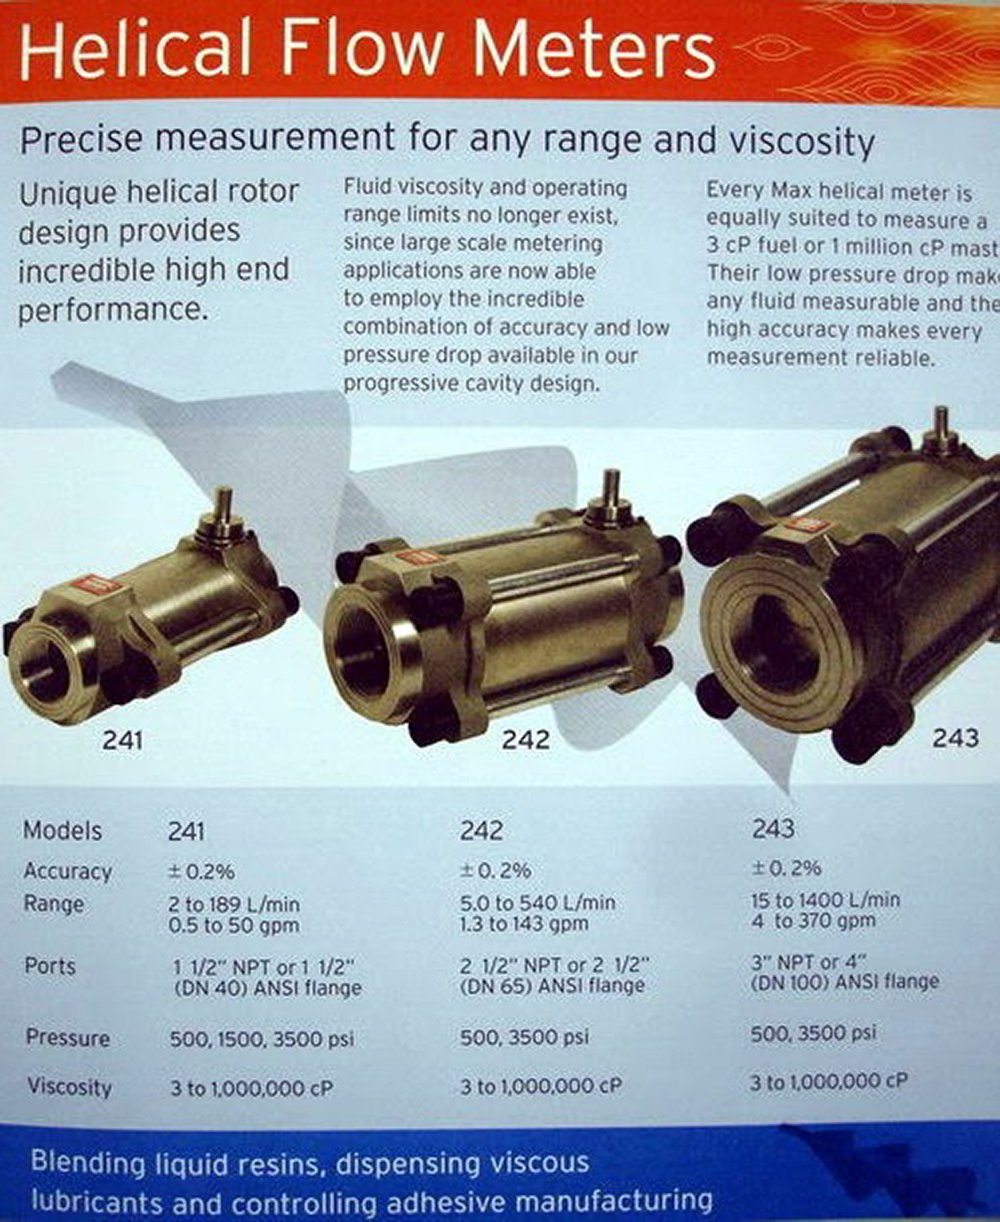 Helical Flow Meters
Precise measurement for any range and viscosity
Unique helical rotor
design provides
incredible high end
performance.
Fluid viscosity and operating
range limits no longer exist,
since large scale metering
applications are now able
to employ the incredible
combination of accuracy and low
pressure drop available in our
progressive cavity design.
Every Max helical meter is
equally suited to measure a
3 cP fuel or 1 million cP mast
Their low pressure drop mak
any fluid measurable and the
high accuracy makes every
measurement reliable.
241
242
243
Models 241 242 243
Accuracy ± 0.2% ± 0.2% ± 0.2%
Range 2 to 189 L/min 5.0 to 540 L/min 15 to 1400 L/min
0.5 to 50 gpm 1.3 to 143 gpm 4 to 370 gpm
Ports 1 1/2" NPT or 1 1/2" 2 1/2" NPT or 2 1/2" 3" NPT or 4"
(DN 40) ANSI flange (DN 65) ANSI flange (DN 100) ANSI flange
Pressure 500, 1500, 3500 psi 500, 3500 psi 500, 3500 psi
Viscosity 3 to 1,000,000 cP 3 to 1,000,000 cP 3 to 1,000,000 cP
Blending liquid resins, dispensing viscous
lubricants and controlling adhesive manufacturing